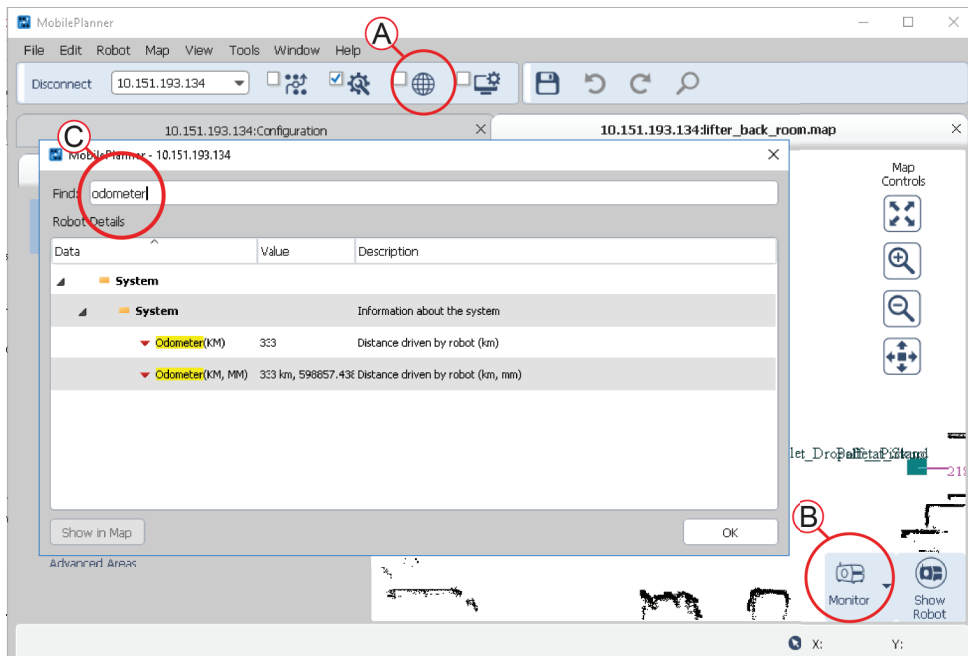 MobilePlanner
File Edit Robot Map View Tools Window Help
A
Disconnect 10.151.193.134
10.151.193.134:Configuration
10.151.193.134:lifter_back_room.map
C
MobilePlanner - 10.151.193.134
Find: odometer
Robot Details
Data Value Description
System
System Information about the system
Odometer(KM) 333 Distance driven by robot (km)
Odometer(KM, MM) 333 km, 598857.438 Distance driven by robot (km, mm)
Show in Map
OK
Map
Controls
218
B
Advanced Areas
Monitor
Show
Robot
X: Y: